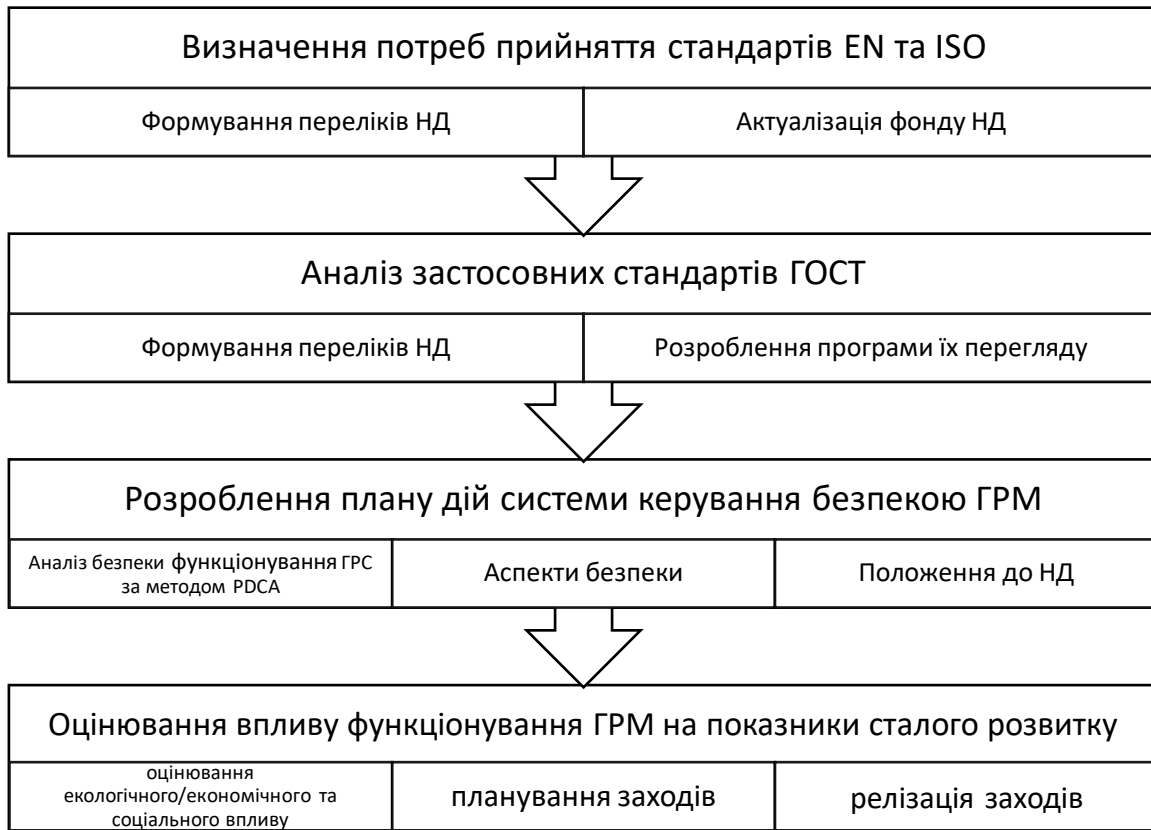 Визначення потреб прийняття стандартів EN та ISO
Формування переліків НД
Актуалізація фонду НД
Аналіз застосовних стандартів ГОСТ
Формування переліків НД
Розроблення програми їх перегляду
Розроблення плану дій системи керування безпекою ГРМ
Аналіз безпеки функціонування ГРС
за методом PDCA
Аспекти безпеки
Положення до НД
Оцінювання впливу функціонування ГРМ на показники сталого розвитку
оцінювання
екологічного/економічного та
соціального впливу
планування заходів
релізація заходів